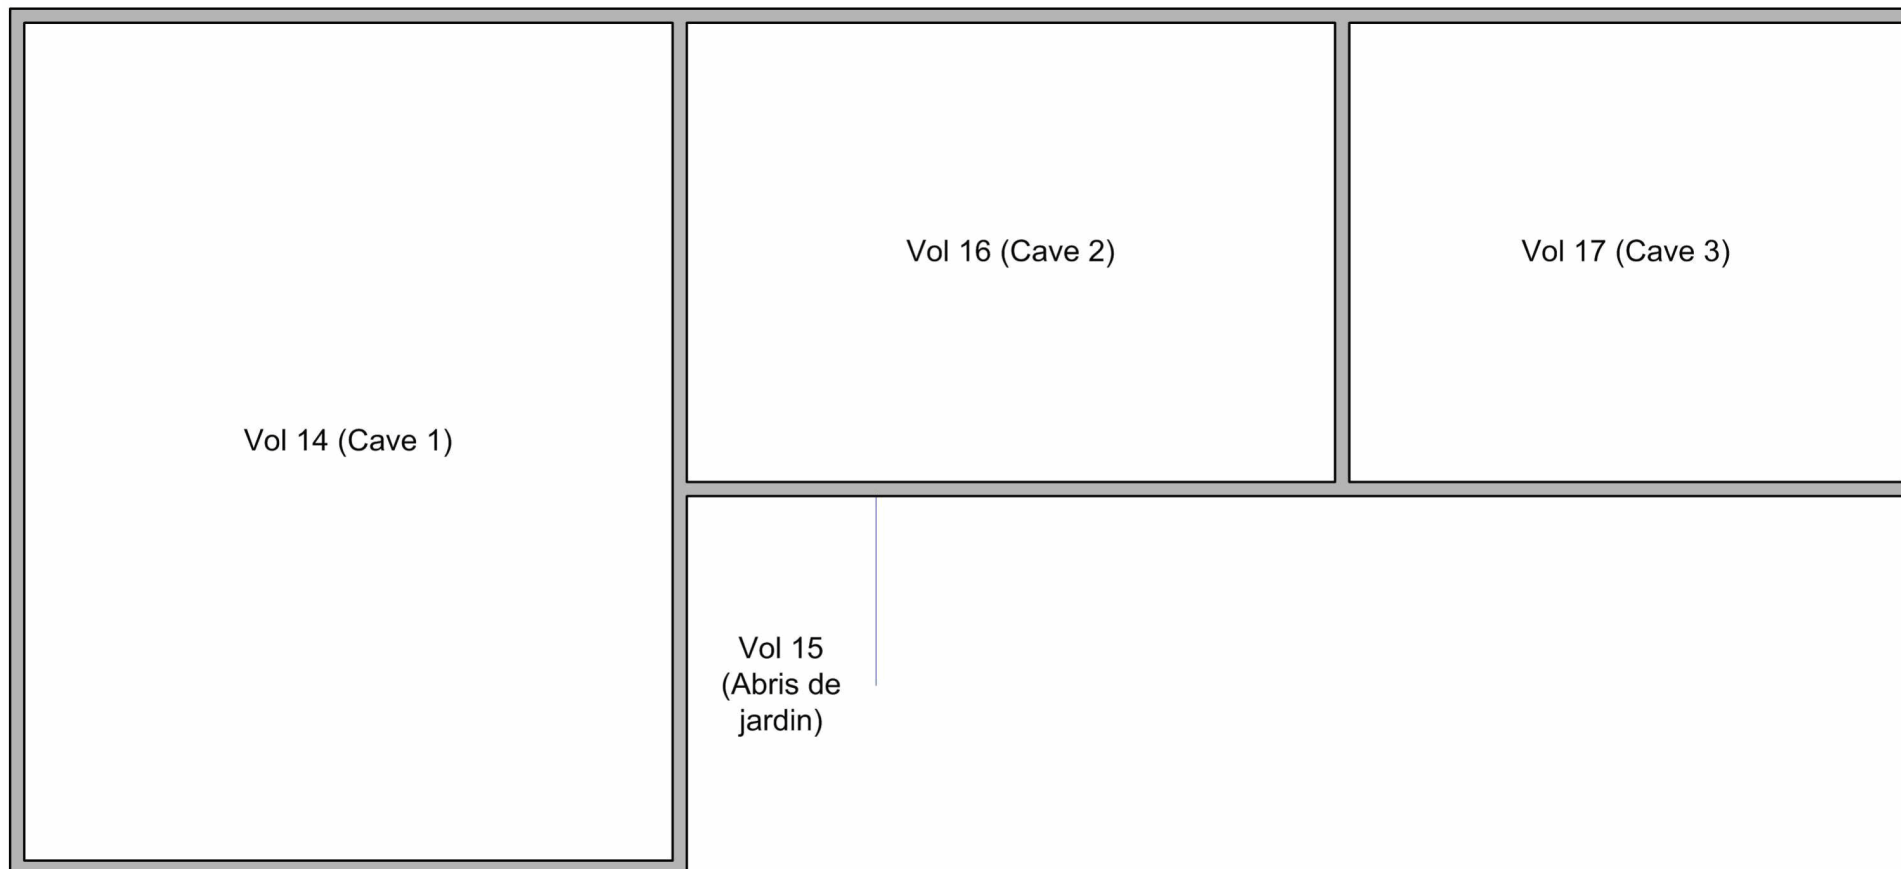 Vol 16 (Cave 2)
Vol 17 (Cave 3)
Vol 14 (Cave 1)
Vol 15
(Abris de
jardin)